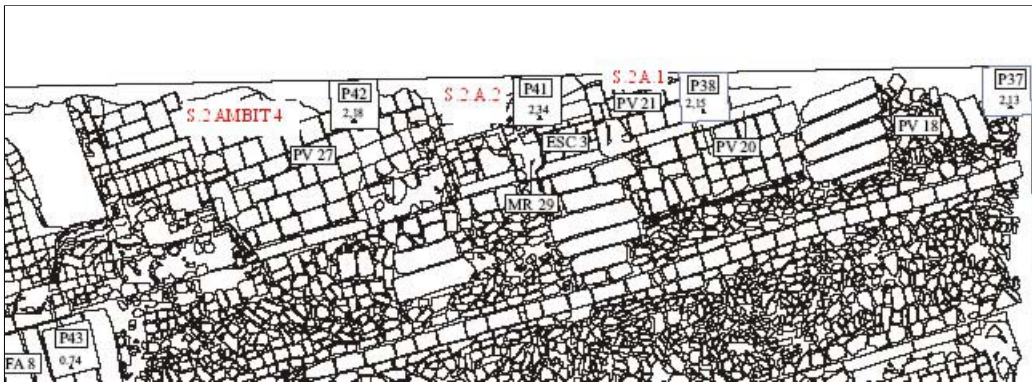 P42
2,18
S.2 AMBIT 4
PV 27
S.2 A.2
P41
2,34
ESC 3
MR 29
S.2 A.1
PV 21
P38
2,15
PV 20
P37
2,13
PV 18
P43
0,74
FA 8